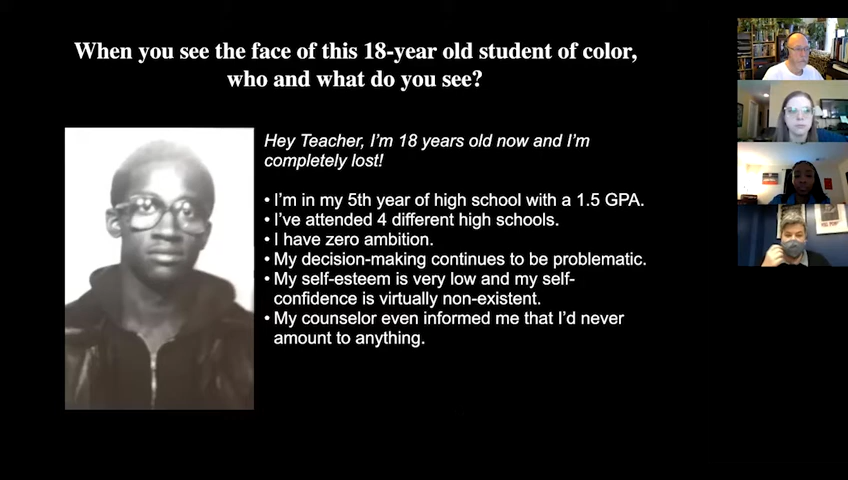 When you see the face of this 18-year old student of color,
who and what do you see?
Hey Teacher, I'm 18 years old now and I'm
completely lost!
• I'm in my 5th year of high school with a 1.5 GPA.
• I've attended 4 different high schools.
• I have zero ambition.
• My decision-making continues to be problematic.
• My self-esteem is very low and my self-
confidence is virtually non-existent.
• My counselor even informed me that I'd never
amount to anything.